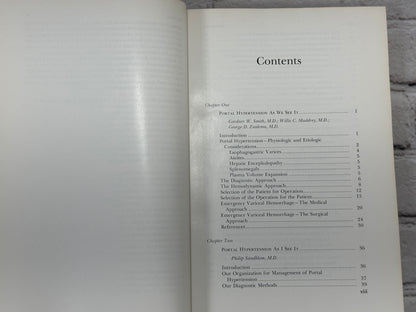 Contents
Chapter One
PORTAL HYPERTENSION AS WE SEE IT 1
Gardner W. Smith, M.D.; Willis C. Maddrey, M.D.;
George D. Zuidema, M.D.
Introduction 1
Portal Hypertension – Physiologic and Etiologic
Considerations 2
Esophagogastric Varices 4
Ascites 5
Hepatic Encephalopathy 5
Splenomegaly 5
Plasma Volume Expansion 6
The Diagnostic Approach 6
The Hemodynamic Approach 8
Selection of the Patient for Operation 12
Selection of the Operation for the Patient 15
Emergency Variceal Hemorrhage – The Medical
Approach 20
Emergency Variceal Hemorrhage – The Surgical
Approach 24
References 30
Chapter Two
PORTAL HYPERTENSION AS I SEE IT 36
Philip Sandblom, M.D.
Introduction 36
Our Organization for Management of Portal
Hypertension 37
Our Diagnostic Methods 39